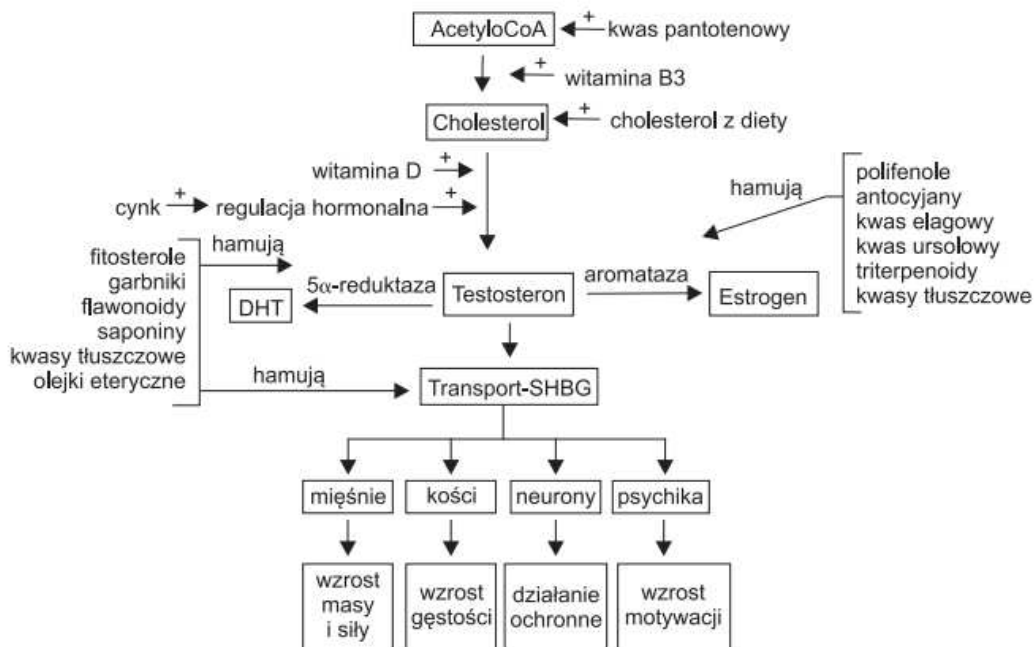 AcetyloCoA
+
kwas pantotenowy
+
witamina B3
Cholesterol
+
cholesterol z diety
witamina D
+
cynk
+
regulacja hormonalna
+
hamują
polifenole
antocyjany
kwas elagowy
kwas ursolowy
triterpenoidy
kwasy tłuszczowe
fitosterole
garbniki
flawonoidy
saponiny
kwasy tłuszczowe
olejki eteryczne
hamują
DHT
5α-reduktaza
Testosteron
aromataza
Estrogen
hamują
Transport-SHBG
mięśnie
kości
neurony
psychika
wzrost
masy
i siły
wzrost
gęstości
działanie
ochronne
wzrost
motywacji